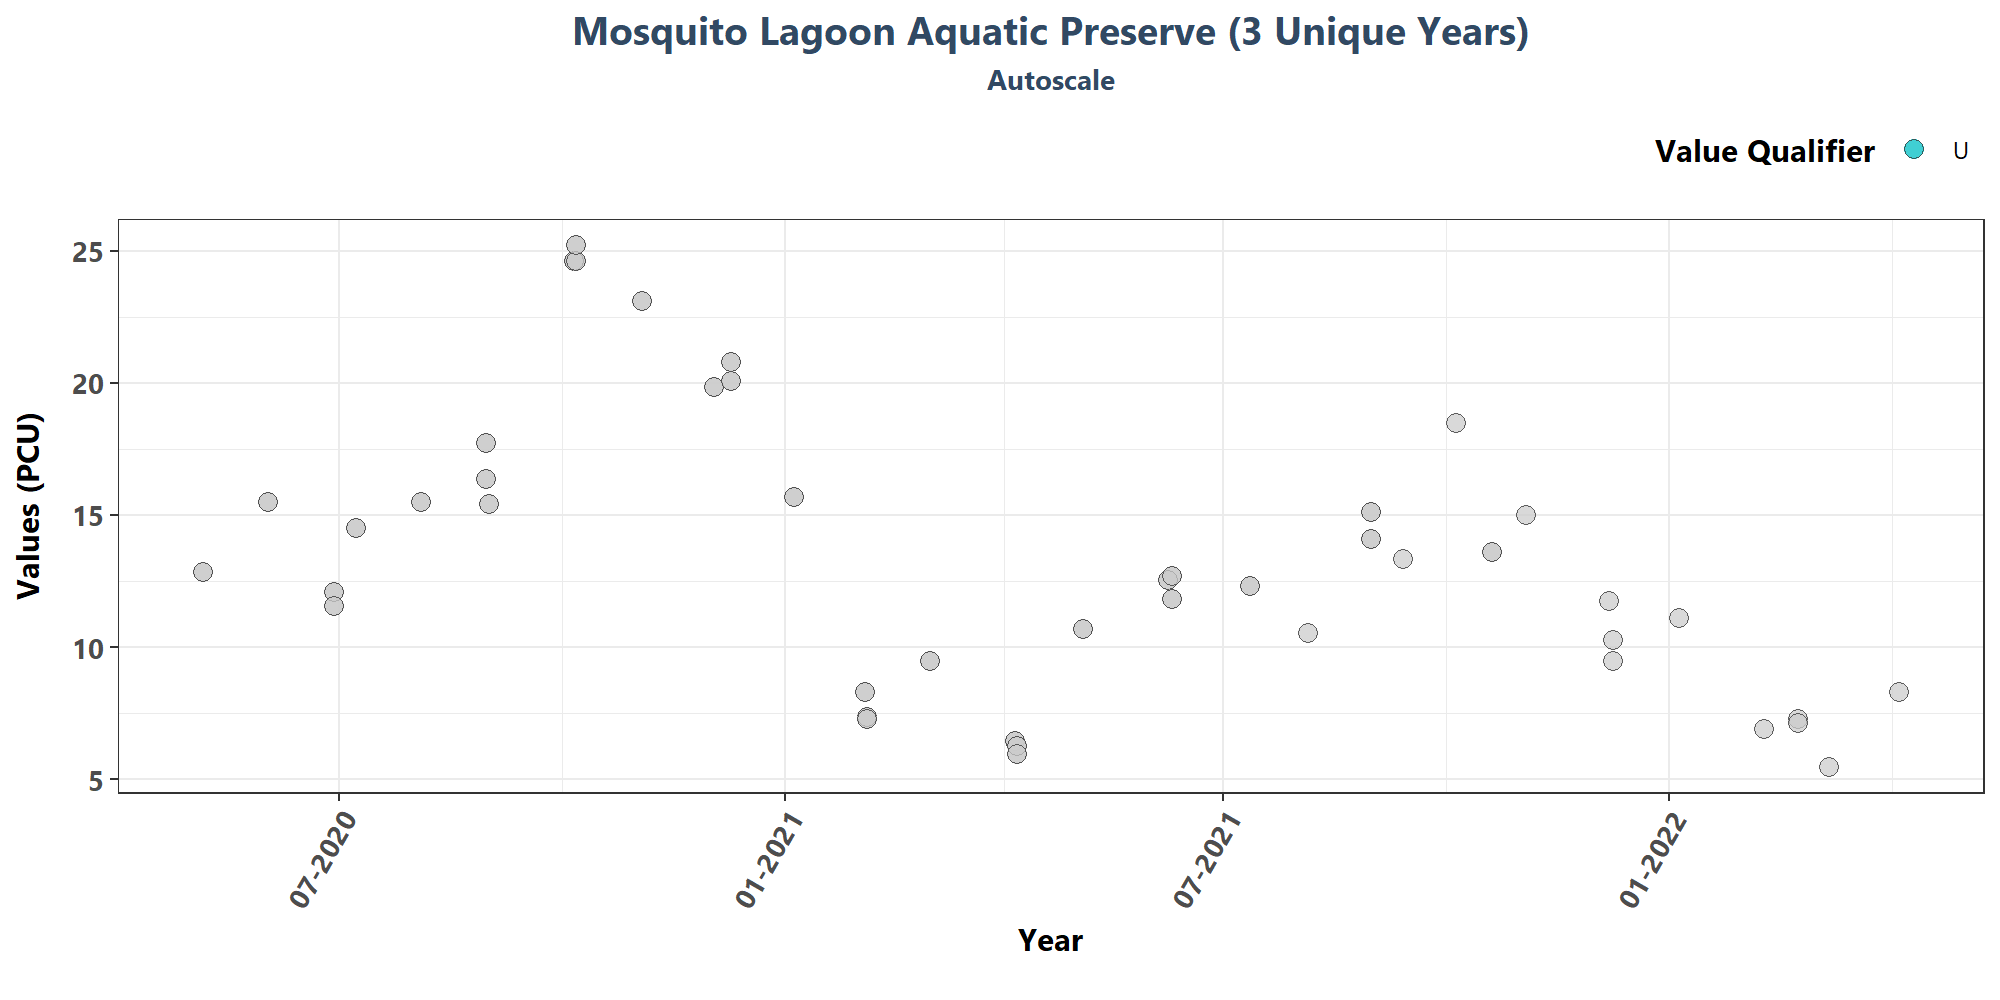 Mosquito Lagoon Aquatic Preserve (3 Unique Years)
Autoscale
Value Qualifier U
25
20
15
10
5
Values (PCU)
07-2020
01-2021
07-2021
01-2022
Year